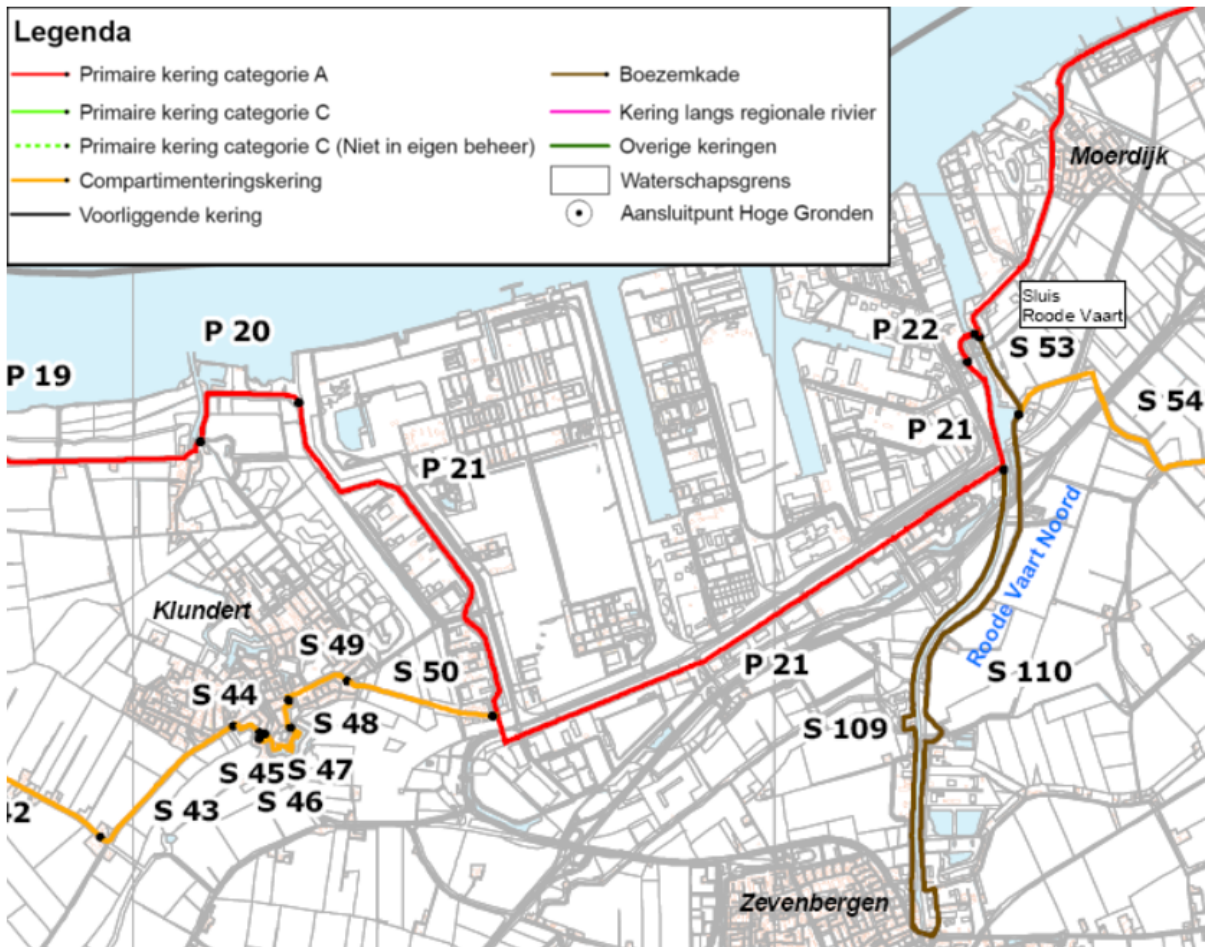 Legenda
Primaire kering categorie A
Primaire kering categorie C
Primaire kering categorie C (Niet in eigen beheer)
Compartimenteringskering
Voorliggende kering
Boezemkade
Kering langs regionale rivier
Overige keringen
Waterschapsgrens
Aansluitpunt Hoge Gronden
Moerdijk
Sluis
Roode Vaart
P 20
P 22
S 53
P 19
S 54
P 21
P 21
Roode Vaart Noord
Klundert
S 49
S 50
P 21
S 110
S 44
S 48
S 109
S 45
S 47
S 46
S 43
42
Zevenbergen